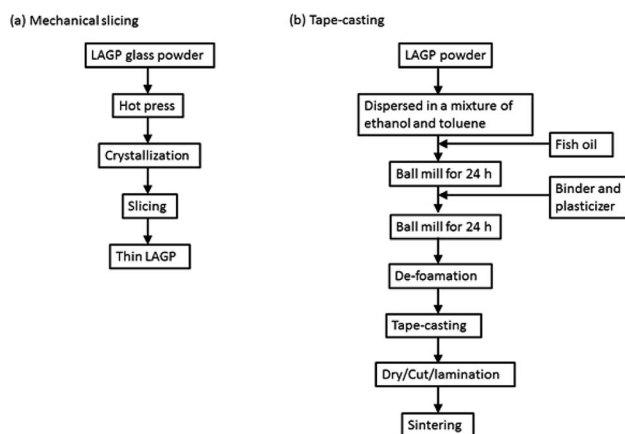 (a) Mechanical slicing
LAGP glass powder
Hot press
Crystallization
Slicing
Thin LAGP
(b) Tape-casting
LAGP powder
Dispersed in a mixture of
ethanol and toluene
Fish oil
Ball mill for 24 h
Binder and
plasticizer
Ball mill for 24 h
De-foamation
Tape-casting
Dry/Cut/lamination
Sintering